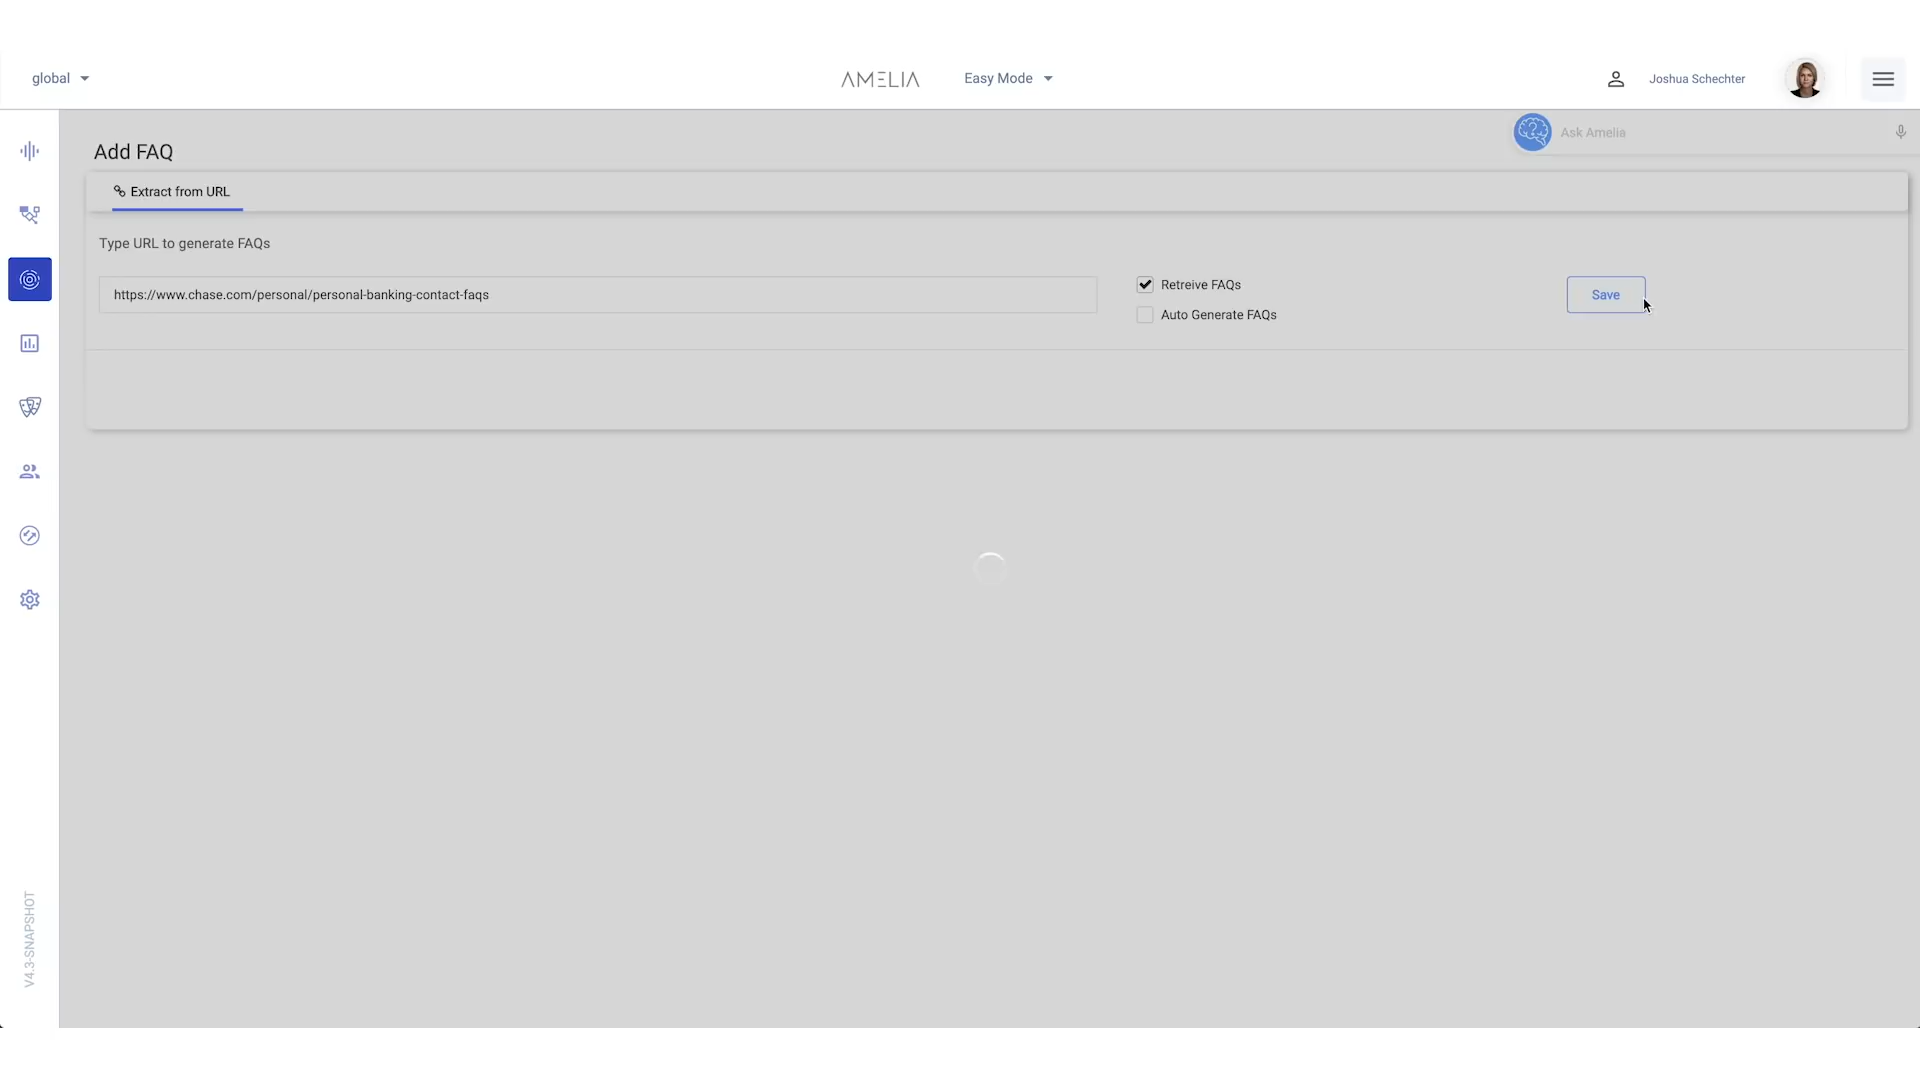 global
AMELIA
Easy Mode
Joshua Schechter
Add FAQ
Ask Amelia
Extract from URL
Type URL to generate FAQs
https://www.chase.com/personal/personal-banking-contact-faqs
Retreive FAQs
Auto Generate FAQs
Save
V4.3-SNAPSHOT